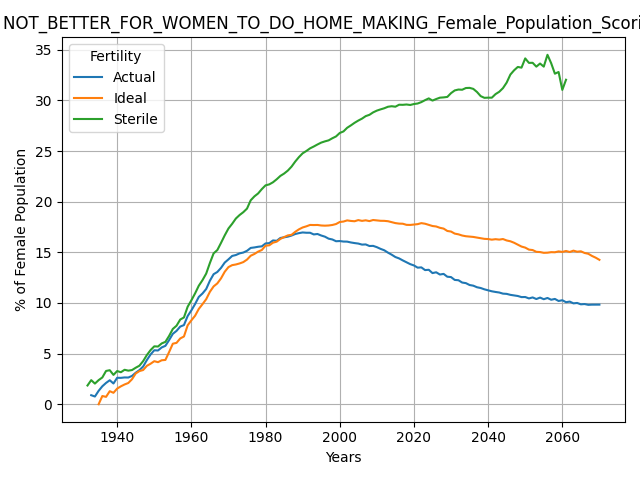 NOT_BETTER_FOR_WOMEN_TO_DO_HOME_MAKING_Female_Population_Scori
Fertility
Actual
Ideal
Sterile
35
30
25
20
15
10
5
0
% of Female Population
1940 1960 1980 2000 2020 2040 2060
Years